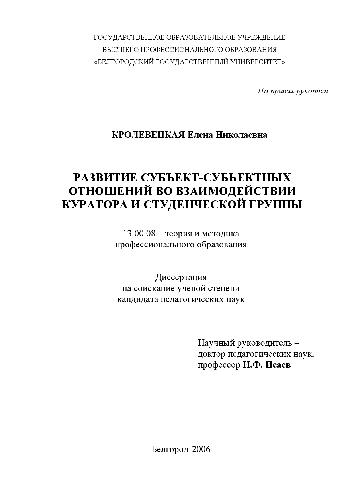 ГОСУДАРСТВЕННОЕ ОБРАЗОВАТЕЛЬНОЕ УЧРЕЖДЕНИЕ
ВЫСШЕГО ПРОФЕССИОНАЛЬНОГО ОБРАЗОВАНИЯ
«БЕЛГОРОДСКИЙ ГОСУДАРСТВЕННЫЙ УНИВЕРСИТЕТ»
На правах рукописи
КРОЛЕВЕЦКАЯ Елена Николаевна
РАЗВИТИЕ СУБЪЕКТ-СУБЪЕКТНЫХ
ОТНОШЕНИЙ ВО ВЗАИМОДЕЙСТВИИ
КУРАТОРА И СТУДЕНЧЕСКОЙ ГРУППЫ
13.00.08 – теория и методика
профессионального образования
Диссертация
на соискание ученой степени
кандидата педагогических наук
Научный руководитель –
доктор педагогических наук,
профессор И.Ф. Исаев
Белгород 2006